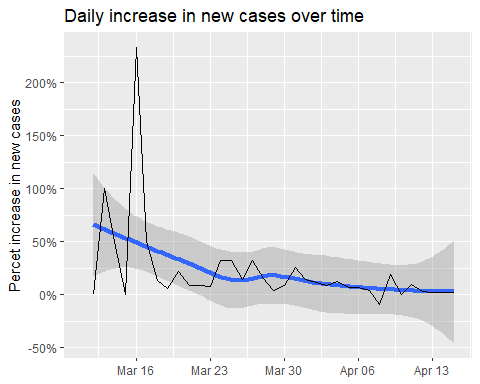 Daily increase in new cases over time
Percet increase in new cases
200%
150%
100%
50%
0%
-50%
Mar 16 Mar 23 Mar 30 Apr 06 Apr 13